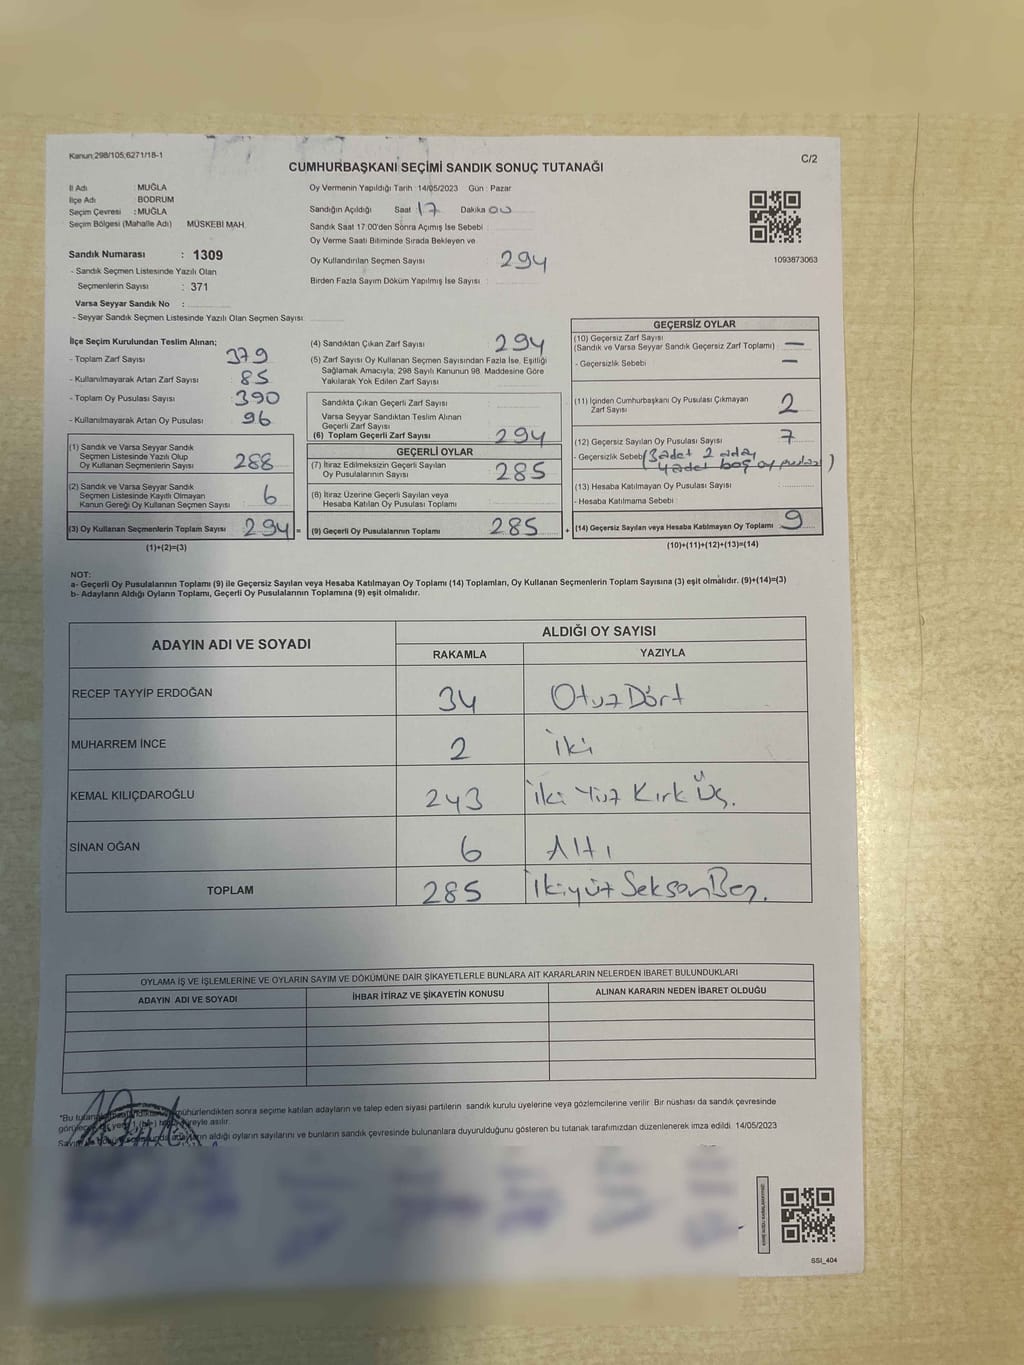 Kanun:298/105,6271/18-1
C/2
CUMHURBAŞKANI SEÇİMİ SANDIK SONUÇ TUTANAĞI
İl Adı : MUĞLA
İlçe Adı : BODRUM
Seçim Çevresi : MUĞLA
Seçim Bölgesi (Mahalle Adı) MÜSKEBİ MAH.
Sandık Numarası : 1309
- Sandık Seçmen Listesinde Yazılı Olan
Seçmenlerin Sayısı : 371
Varsa Seyyar Sandık No :
- Seyyar Sandık Seçmen Listesinde Yazılı Olan Seçmen Sayısı:
Oy Vermenin Yapıldığı Tarih : 14/05/2023 Gün : Pazar
Sandığın Açıldığı Saat 17 Dakika 00
Sandık Saat 17.00'den Sonra Açımış İse Sebebi :
Oy Verme Saati Bitiminde Sırada Bekleyen ve
Oy Kullandırılan Seçmen Sayısı 294
Birden Fazla Sayım Döküm Yapılmış İse Sayısı :
1093873063
İlçe Seçim Kurulundan Teslim Alınan;
- Toplam Zarf Sayısı 379
- Kullanılmayarak Artan Zarf Sayısı 85
- Toplam Oy Pusulası Sayısı 390
- Kullanılmayarak Artan Oy Pusulası 96
(1) Sandık ve Varsa Seyyar Sandık
Seçmen Listesinde Yazılı Olup
Oy Kullanan Seçmenlerin Sayısı 288
(2) Sandık ve Varsa Seyyar Sandık
Seçmen Listesinde Kayıtlı Olmayan
Kanun Gereği Oy Kullanan Seçmen Sayısı 6
(3) Oy Kullanan Seçmenlerin Toplam Sayısı 294 =
(1)+(2)=(3)
(4) Sandıktan Çıkan Zarf Sayısı 294
(5) Zarf Sayısı Oy Kullanan Seçmen Sayısından Fazla İse, Eşitliği
Sağlamak Amacıyla; 298 Sayılı Kanunun 98. Maddesine Göre
Yakılarak Yok Edilen Zarf Sayısı
Sandıkta Çıkan Geçerli Zarf Sayısı
Varsa Seyyar Sandıktan Teslim Alınan
Geçerli Zarf Sayısı
(6) Toplam Geçerli Zarf Sayısı 294
GEÇERLİ OYLAR
(7) İtiraz Edilmeksizin Geçerli Sayılan
Oy Pusulalarının Sayısı 285
(8) İtiraz Üzerine Geçerli Sayılan veya
Hesaba Katılan Oy Pusulası Toplamı
(9) Geçerli Oy Pusulalarının Toplamı 285 +
GEÇERSİZ OYLAR
(10) Geçersiz Zarf Sayısı
(Sandık ve Varsa Seyyar Sandık Geçersiz Zarf Toplamı) —
- Geçersizlik Sebebi —
(11) İçinden Cumhurbaşkanı Oy Pusulası Çıkmayan
Zarf Sayısı 2
(12) Geçersiz Sayılan Oy Pusulası Sayısı 7
- Geçersizlik Sebebi (3 adet 2 aday
4 adet boş oy pusulası)
(13) Hesaba Katılmayan Oy Pusulası Sayısı
- Hesaba Katılmama Sebebi
(14) Geçersiz Sayılan veya Hesaba Katılmayan Oy Toplamı 9
(10)+(11)+(12)+(13)=(14)
NOT:
a- Geçerli Oy Pusulalarının Toplamı (9) ile Geçersiz Sayılan veya Hesaba Katılmayan Oy Toplamı (14) Toplamları, Oy Kullanan Seçmenlerin Toplam Sayısına (3) eşit olmalıdır. (9)+(14)=(3)
b- Adayların Aldığı Oyların Toplamı, Geçerli Oy Pusulalarının Toplamına (9) eşit olmalıdır.
ADAYIN ADI VE SOYADI ALDIĞI OY SAYISI
RAKAMLA YAZIYLA
RECEP TAYYİP ERDOĞAN 34 Otuz Dört
MUHARREM İNCE 2 İki
KEMAL KILIÇDAROĞLU 243 İki Yüz Kırk Üç.
SİNAN OĞAN 6 Altı
TOPLAM 285 İkiyüz Seksen Beş.
OYLAMA İŞ VE İŞLEMLERİNE VE OYLARIN SAYIM VE DÖKÜMÜNE DAİR ŞİKAYETLERLE BUNLARA AİT KARARLARIN NELERDEN İBARET BULUNDUKLARI
ADAYIN ADI VE SOYADI İHBAR İTİRAZ VE ŞİKAYETİN KONUSU ALINAN KARARIN NEDEN İBARET OLDUĞU
*Bu mühürlendikten sonra seçime katılan adayların ve talep eden siyasi partilerin sandık kurulu üyelerine veya gözlemcilerine verilir. Bir nüshası da sandık çevresinde
süreyle asılır.
aldığı oyların sayılarını ve bunların sandık çevresinde bulunanlara duyurulduğunu gösteren bu tutanak tarafımızdan düzenlenerek imza edildi. 14/05/2023
SSI_404